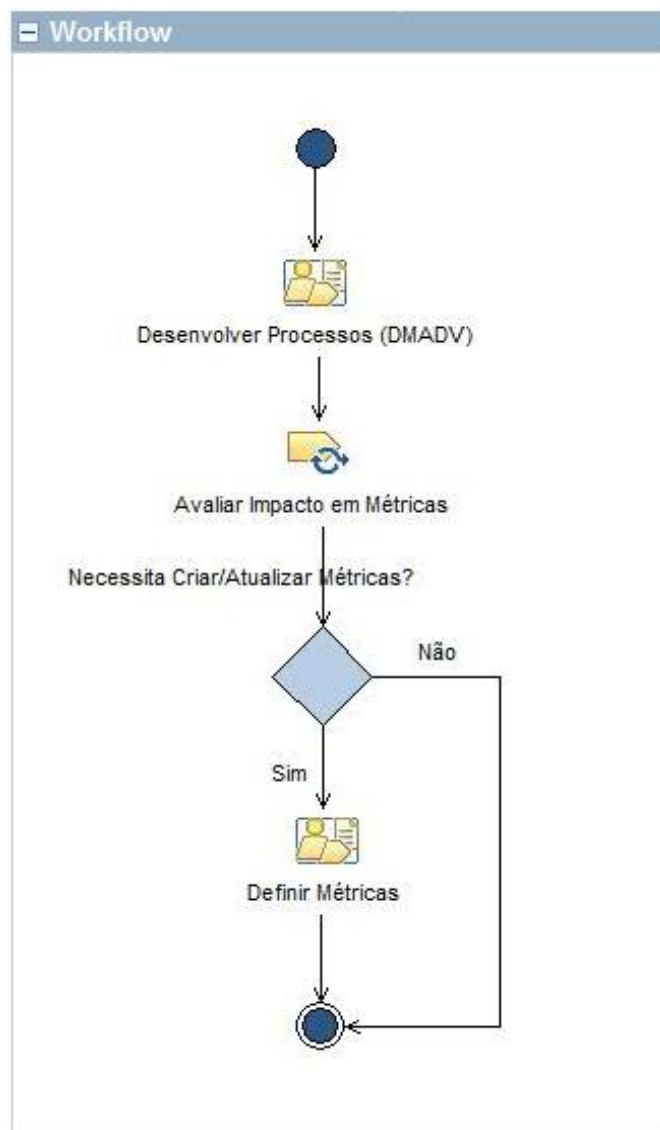 Workflow
Desenvolver Processos (DMADV)
Avaliar Impacto em Métricas
Necessita Criar/Atualizar Métricas?
Não
Sim
Definir Métricas